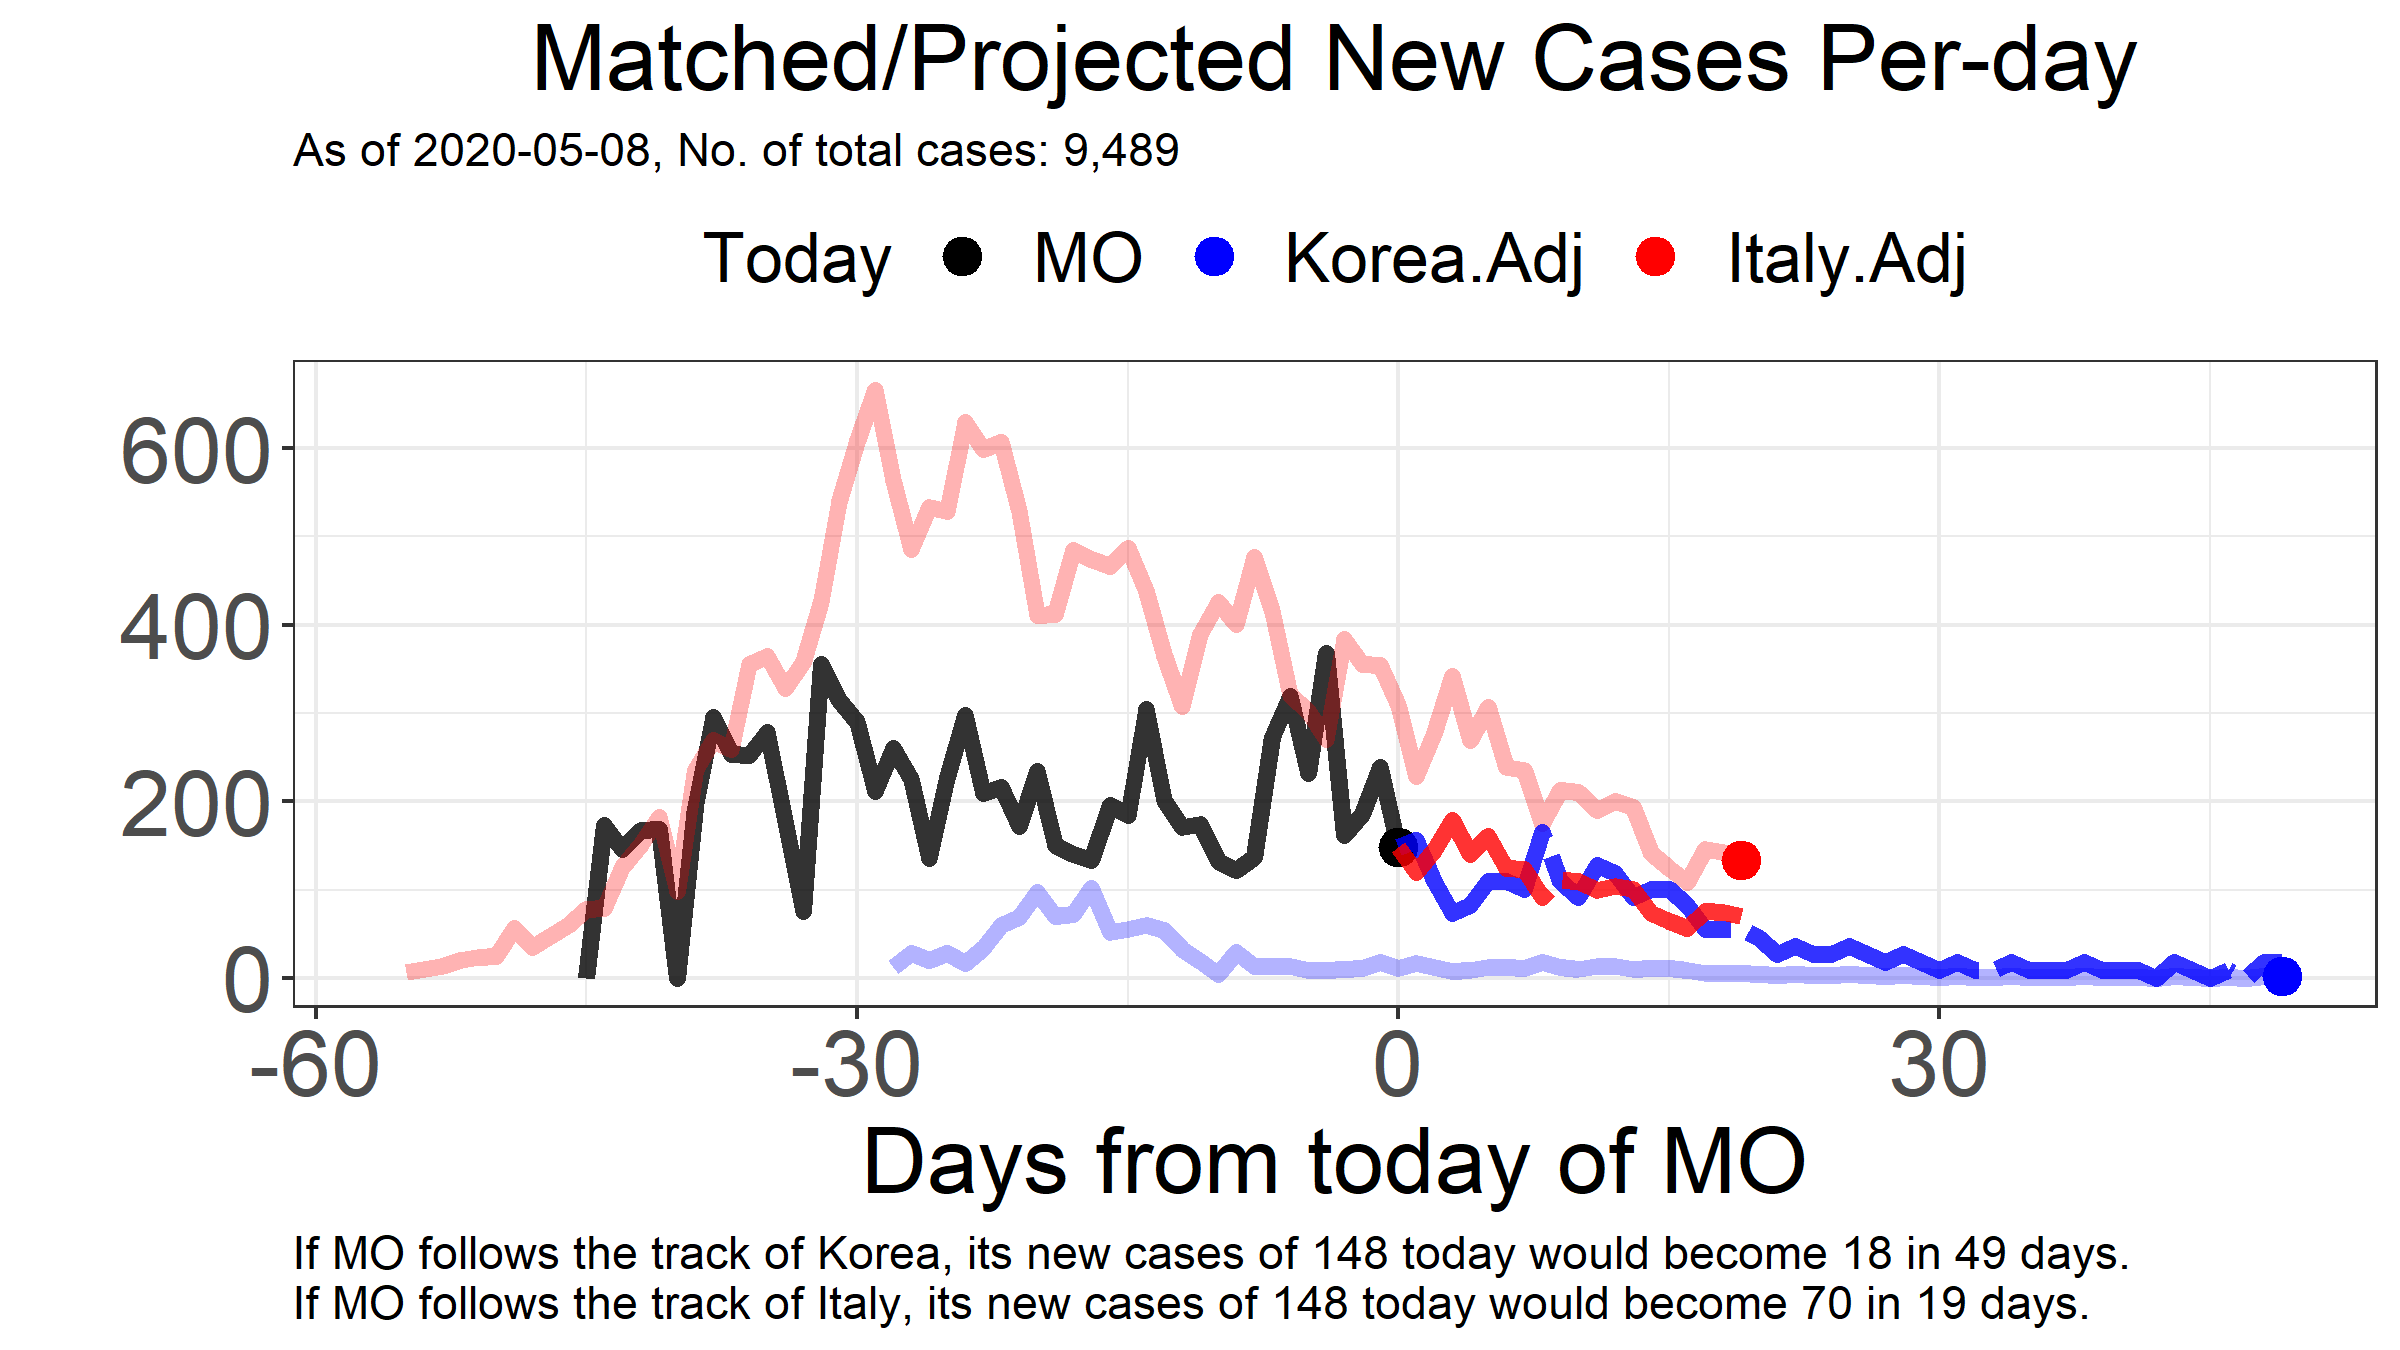 Matched/Projected New Cases Per-day
As of 2020-05-08, No. of total cases: 9,489
Today MO Korea.Adj Italy.Adj
600
400
200
0
-60 -30 0 30
Days from today of MO
If MO follows the track of Korea, its new cases of 148 today would become 18 in 49 days.
If MO follows the track of Italy, its new cases of 148 today would become 70 in 19 days.